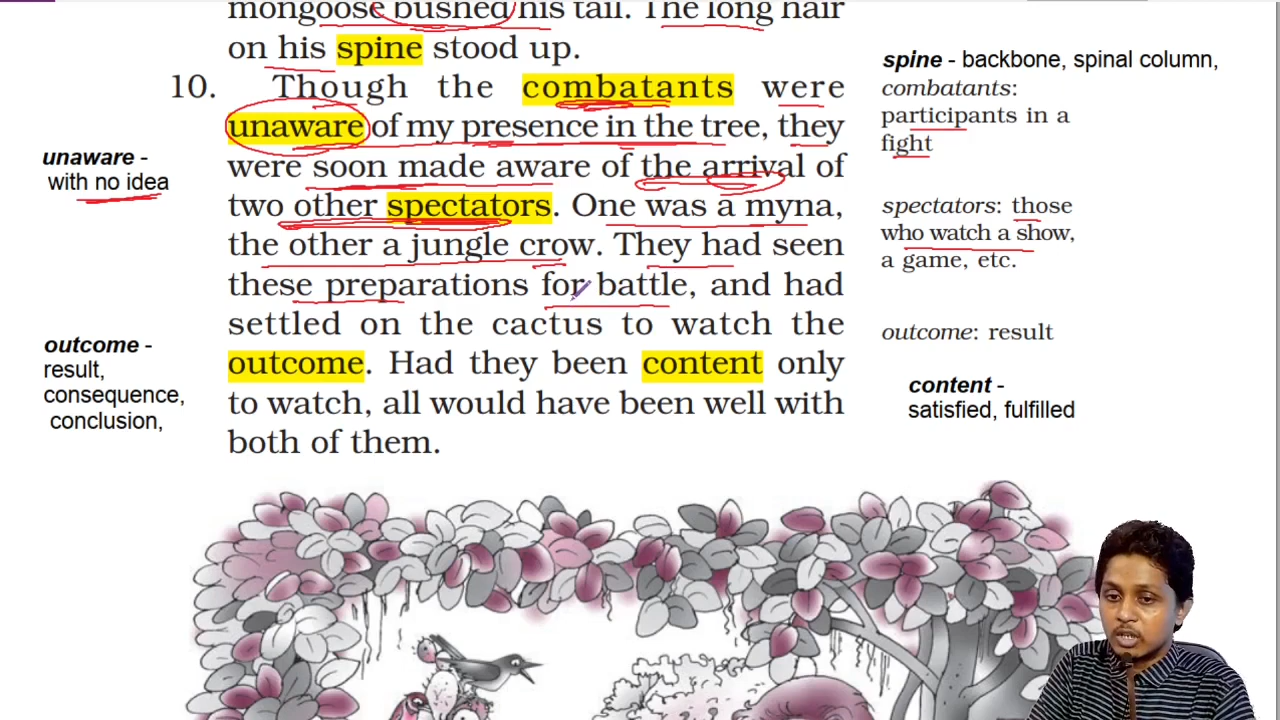 mongoose bushed his tail. The long hair
on his spine stood up.
10. Though the combatants were
unaware of my presence in the tree, they
were soon made aware of the arrival of
two other spectators. One was a myna,
the other a jungle crow. They had seen
these preparations for battle, and had
settled on the cactus to watch the
outcome. Had they been content only
to watch, all would have been well with
both of them.
unaware -
with no idea
outcome -
result,
consequence,
conclusion,
spine - backbone, spinal column,
combatants:
participants in a
fight
spectators: those
who watch a show,
a game, etc.
outcome: result
content -
satisfied, fulfilled